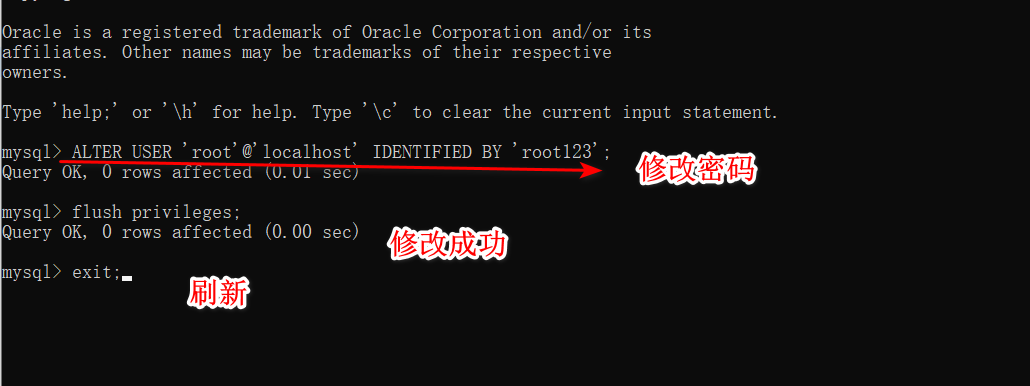 Oracle is a registered trademark of Oracle Corporation and/or its
affiliates. Other names may be trademarks of their respective
owners.
Type 'help;' or '\h' for help. Type '\c' to clear the current input statement.
mysql> ALTER USER 'root'@'localhost' IDENTIFIED BY 'root123';
修改密码
Query OK, 0 rows affected (0.01 sec)
mysql> flush privileges;
Query OK, 0 rows affected (0.00 sec)
修改成功
mysql> exit;
刷新